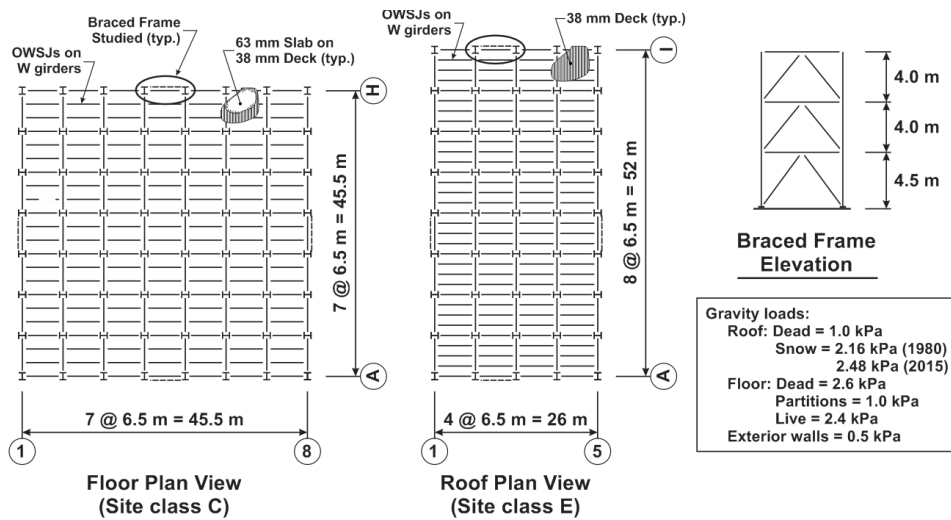 Braced Frame
Studied (typ.)
OWSJs on
W girders
63 mm Slab on
38 mm Deck (typ.)
H
7 @ 6.5 m = 45.5 m
A
7 @ 6.5 m = 45.5 m
1
8
Floor Plan View
(Site class C)
OWSJs on
W girders
38 mm Deck (typ.)
I
8 @ 6.5 m = 52 m
A
4 @ 6.5 m = 26 m
1
5
Roof Plan View
(Site class E)
4.0 m
4.0 m
4.5 m
Braced Frame
Elevation
Gravity loads:
Roof: Dead = 1.0 kPa
Snow = 2.16 kPa (1980)
2.48 kPa (2015)
Floor: Dead = 2.6 kPa
Partitions = 1.0 kPa
Live = 2.4 kPa
Exterior walls = 0.5 kPa